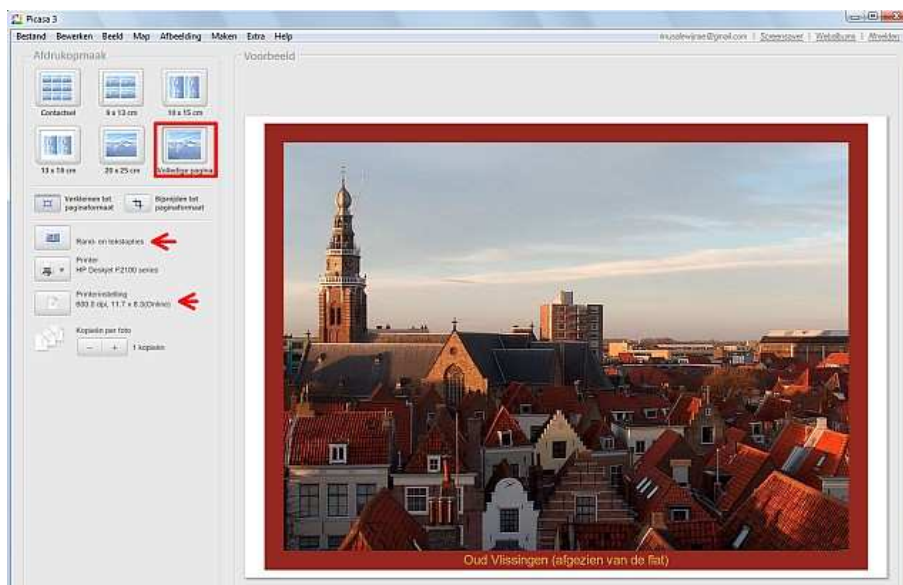 Picasa 3
Bestand Bewerken Beeld Map Afbeelding Maken Extra Help
Screensaver | Webalbums | Afmelden
Afdrukopmaak
Voorbeeld
Contactvel 9 x 13 cm 10 x 15 cm
13 x 18 cm 20 x 25 cm Volledige pagina
Verkleinen tot paginaformaat
Bijsnijden tot paginaformaat
Rand- en tekstopties
Printer
HP Deskjet F2100 series
Printerinstelling
600.0 dpi, 11.7 x 8.3(Online)
Kopieën per foto
− + 1 kopieën
Oud Vlissingen (afgezien van de flat)